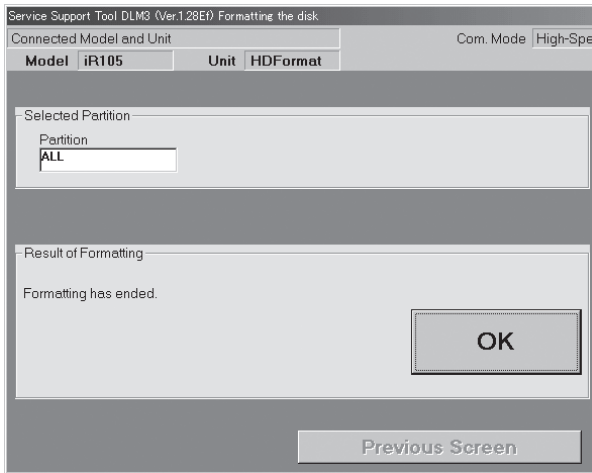 Service Support Tool DLM3 (Ver.1.28Ef) Formatting the disk
Connected Model and Unit Com. Mode High-Spe
Model iR105 Unit HDFormat
Selected Partition
Partition
ALL
Result of Formatting
Formatting has ended.
OK
Previous Screen